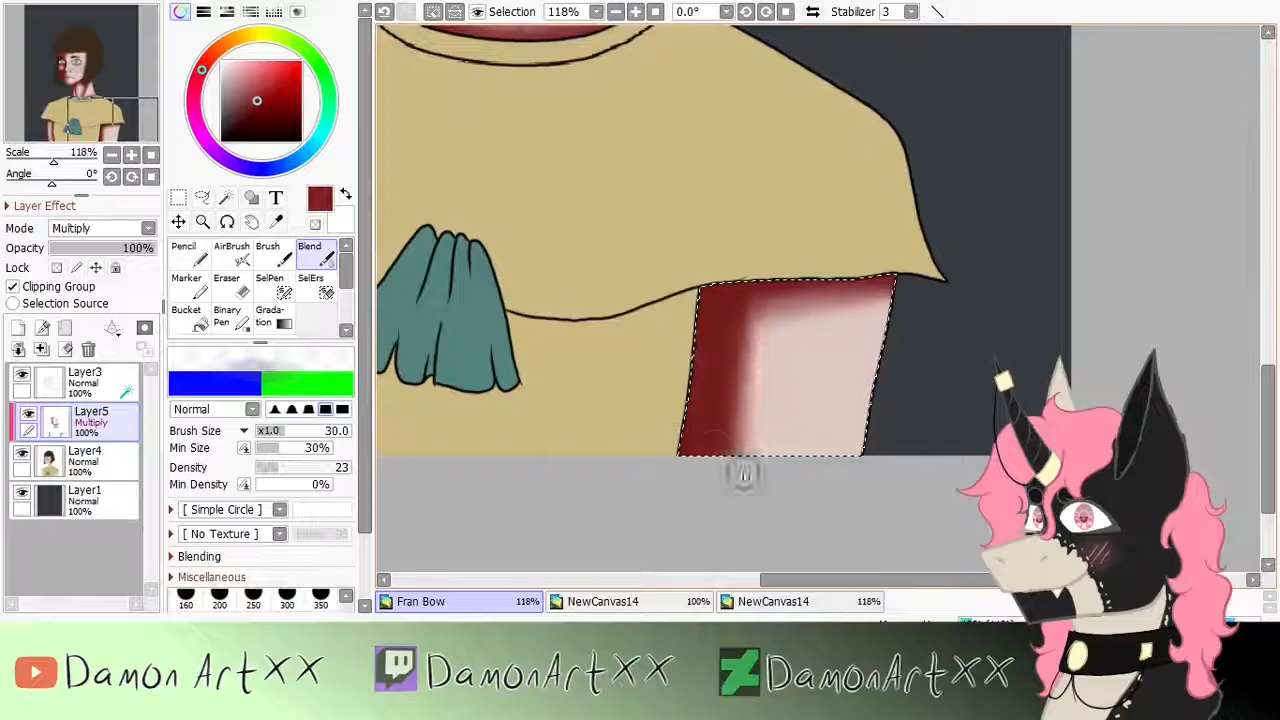 Selection 118% 0.0° Stabilizer 3
Scale 118%
Angle 0°
Layer Effect
Mode Multiply
Opacity 100%
Lock
Clipping Group
Selection Source
Layer3
Normal
100%
Layer5
Multiply
100%
Layer4
Normal
100%
Layer1
Normal
100%
T
Pencil AirBrush Brush Blend
Marker Eraser SelPen SelErs
Bucket Binary Pen Grada-tion
Normal
Brush Size x1.0 30.0
Min Size 30%
Density 23
Min Density 0%
[ Simple Circle ]
[ No Texture ]
Blending
Miscellaneous
160 200 250 300 350
Fran Bow 118% NewCanvas14 100% NewCanvas14 118%
DamonArtXX DamonArtXX DamonArtXX